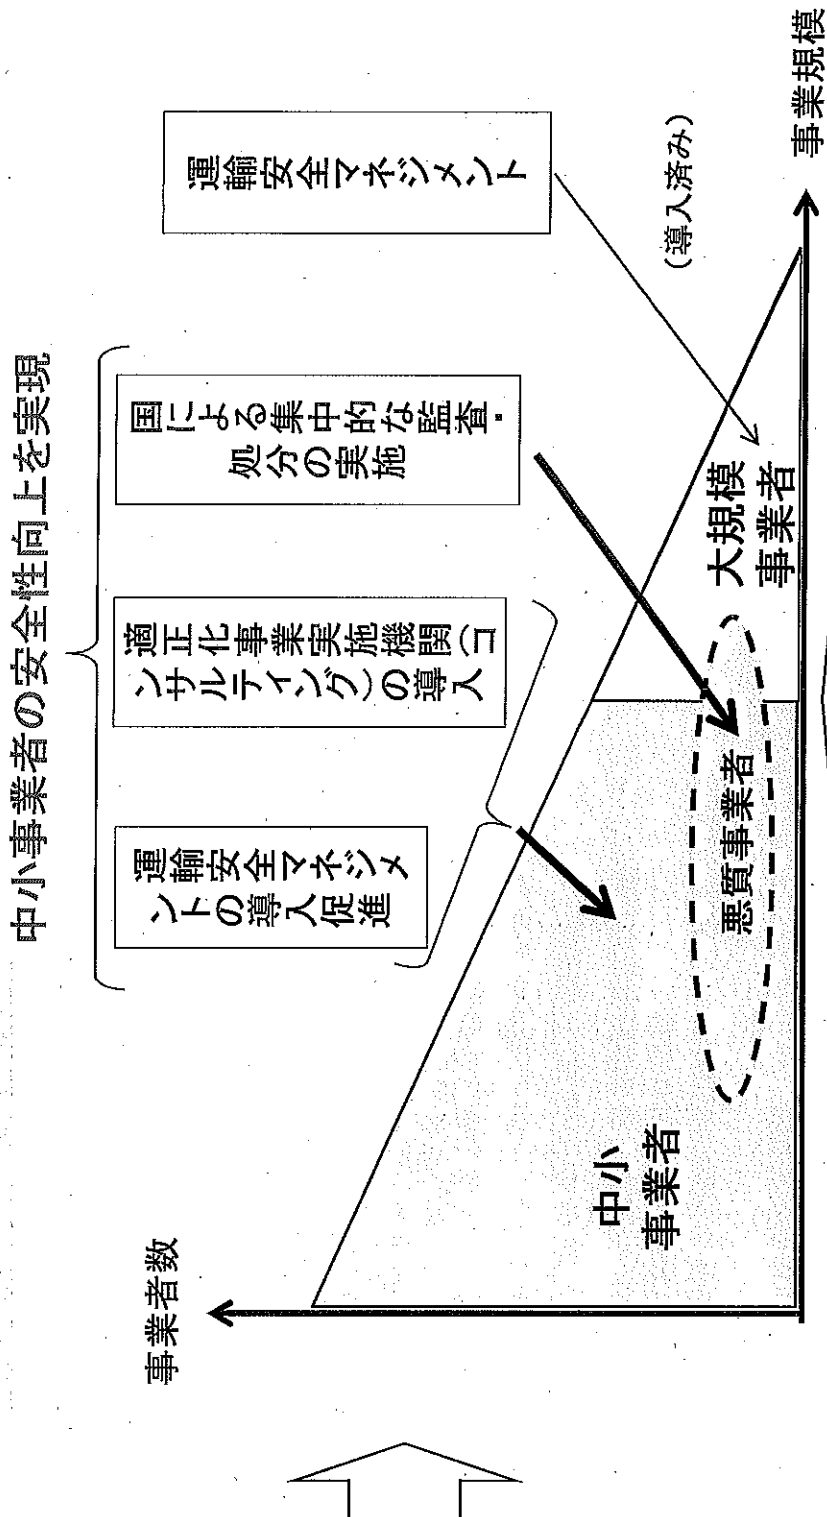 中小事業者の安全性向上を実現
運輸安全マネジメ
ントの導入促進
適正化事業実施機関(コ
ンサルティング)の導入
国による集中的な監査・
処分の実施
運輸安全マネジメント
(導入済み)
事業者数
中小
事業者
悪質事業者
大規模
事業者
事業規模